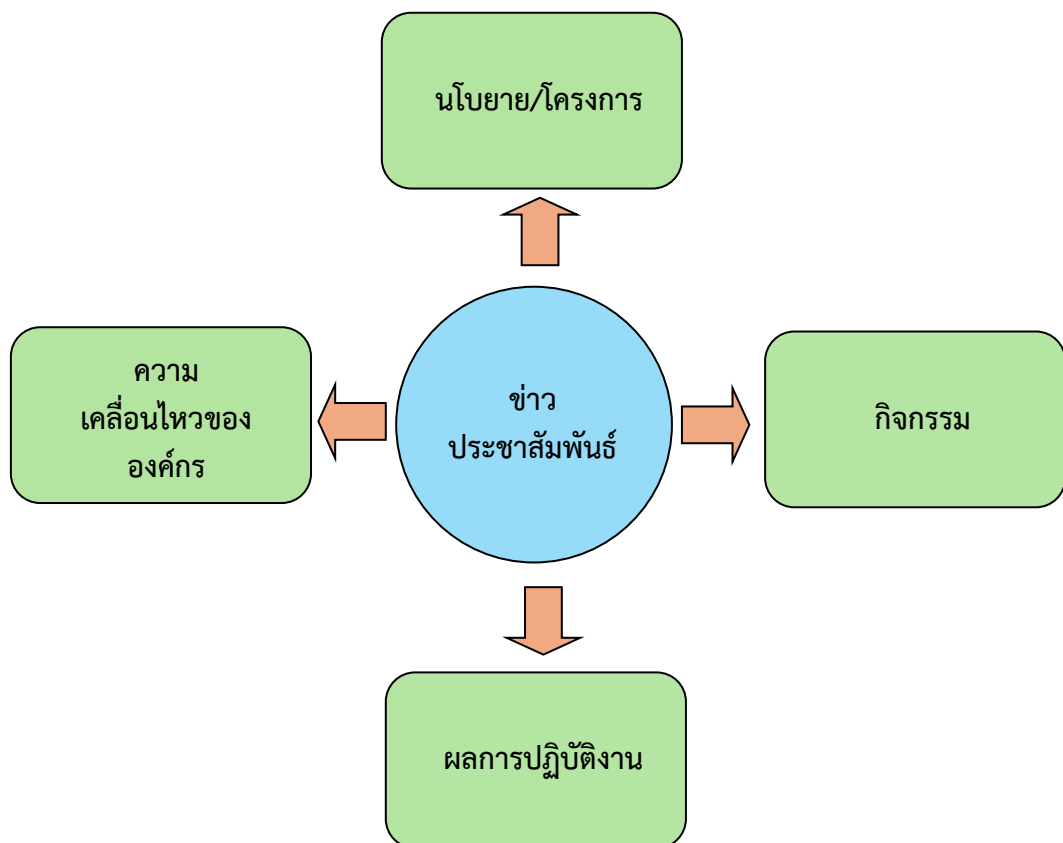 นโบยาย/โครงการ
ความ
เคลื่อนไหวของ
องค์กร
ข่าว
ประชาสัมพันธ์
กิจกรรม
ผลการปฏิบัติงาน